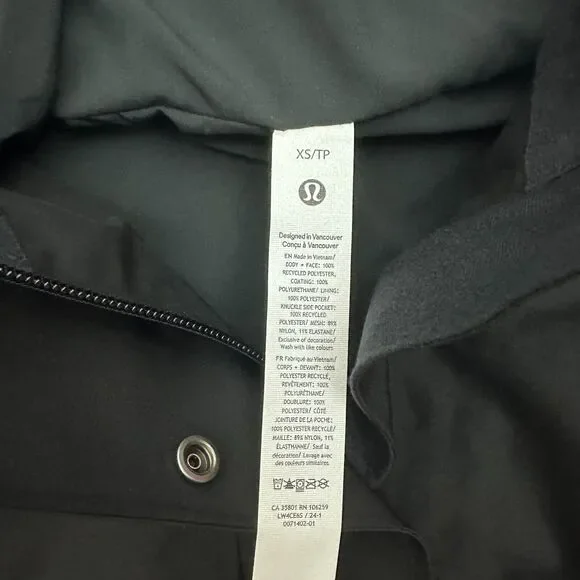 XS/TP
Designed in Vancouver
Conçu à Vancouver
EN Made in Vietnam/
BODY + FACE: 100%
RECYCLED POLYESTER,
COATING: 100%
POLYURETHANE/ LINING:
100% POLYESTER/
KNUCKLE SIDE POCKET:
100% RECYCLED
POLYESTER/ MESH: 89%
NYLON, 11% ELASTANE/
Exclusive of decoration/
Wash with like colours
FR Fabriqué au Vietnam/
CORPS + DEVANT: 100%
POLYESTER RECYCLÉ,
REVÊTEMENT: 100%
POLYURÉTHANE/
DOUBLURE: 100%
POLYESTER/ CÔTÉ
JOINTURE DE LA POCHE:
100% POLYESTER RECYCLÉ/
MAILLE: 89% NYLON, 11%
ÉLASTHANNE/ Sauf la
décoration/ Lavage avec
des couleurs similaires
CA 35801 RN 106259
LW4CE6S / 24-1
0071402-01